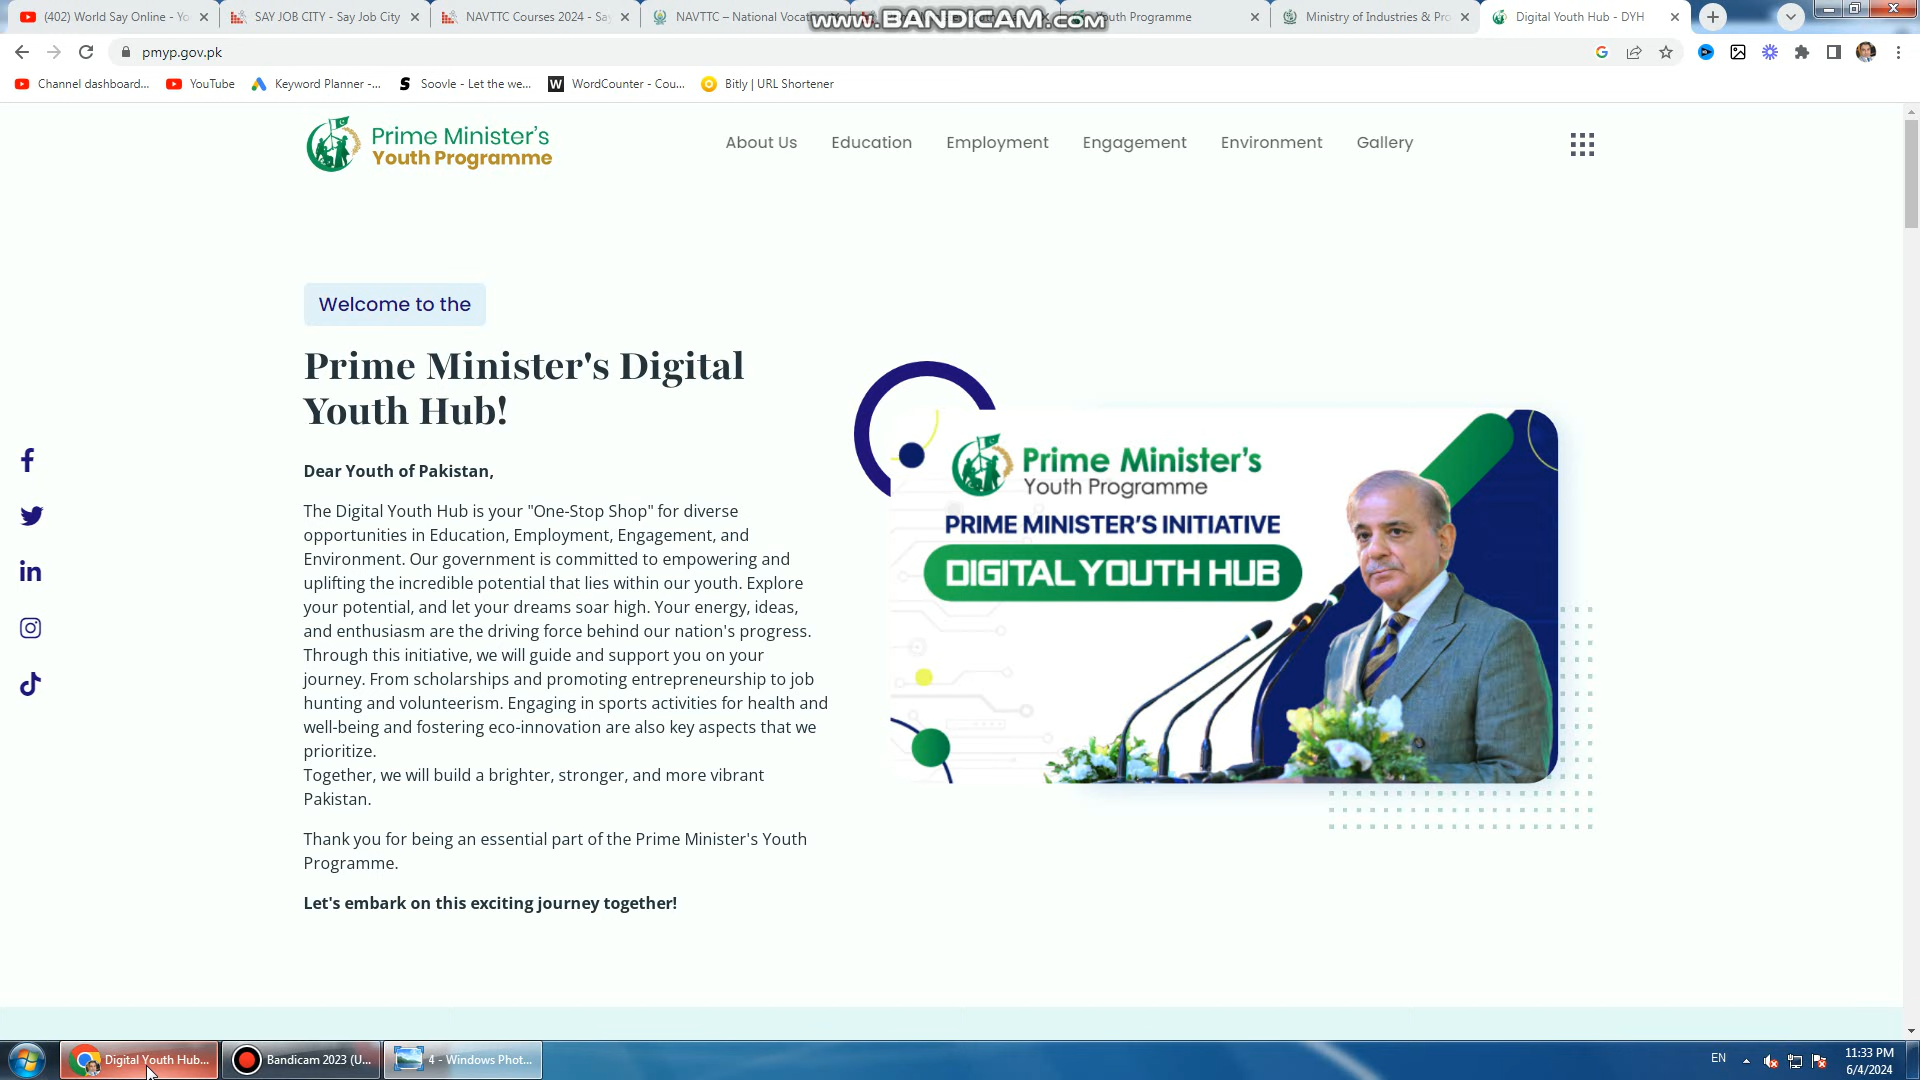 (402) World Say Online - Yo
SAY JOB CITY - Say Job City
NAVTTC Courses 2024 - Sa
NAVTTC – National Vocat
Youth Programme
Ministry of Industries & Pro
Digital Youth Hub - DYH
www.BANDICAM.com
pmyp.gov.pk
Channel dashboard...
YouTube
Keyword Planner -...
Soovle - Let the we...
WordCounter - Cou...
Bitly | URL Shortener
Prime Minister's
Youth Programme
About Us
Education
Employment
Engagement
Environment
Gallery
Welcome to the
Prime Minister's Digital
Youth Hub!
Dear Youth of Pakistan,
The Digital Youth Hub is your "One-Stop Shop" for diverse
opportunities in Education, Employment, Engagement, and
Environment. Our government is committed to empowering and
uplifting the incredible potential that lies within our youth. Explore
your potential, and let your dreams soar high. Your energy, ideas,
and enthusiasm are the driving force behind our nation's progress.
Through this initiative, we will guide and support you on your
journey. From scholarships and promoting entrepreneurship to job
hunting and volunteerism. Engaging in sports activities for health and
well-being and fostering eco-innovation are also key aspects that we
prioritize.
Together, we will build a brighter, stronger, and more vibrant
Pakistan.
Thank you for being an essential part of the Prime Minister's Youth
Programme.
Let's embark on this exciting journey together!
Prime Minister's
Youth Programme
PRIME MINISTER'S INITIATIVE
DIGITAL YOUTH HUB
Digital Youth Hub...
Bandicam 2023 (U...
4 - Windows Phot...
EN
11:33 PM
6/4/2024